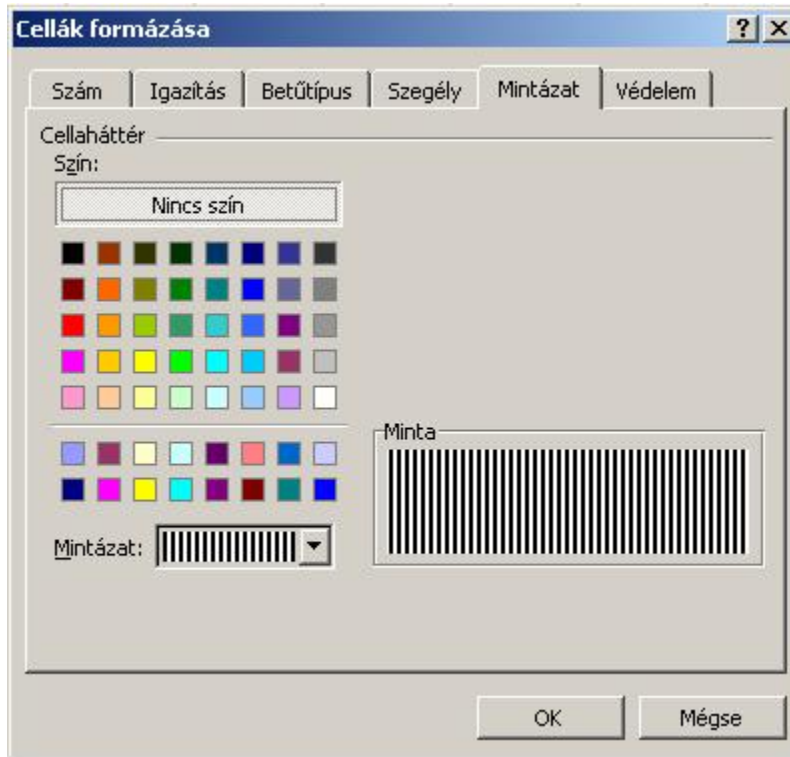 Cellák formázása
Szám Igazítás Betűtípus Szegély Mintázat Védelem
Cellaháttér
Szín:
Nincs szín
Minta
Mintázat:
OK Mégse